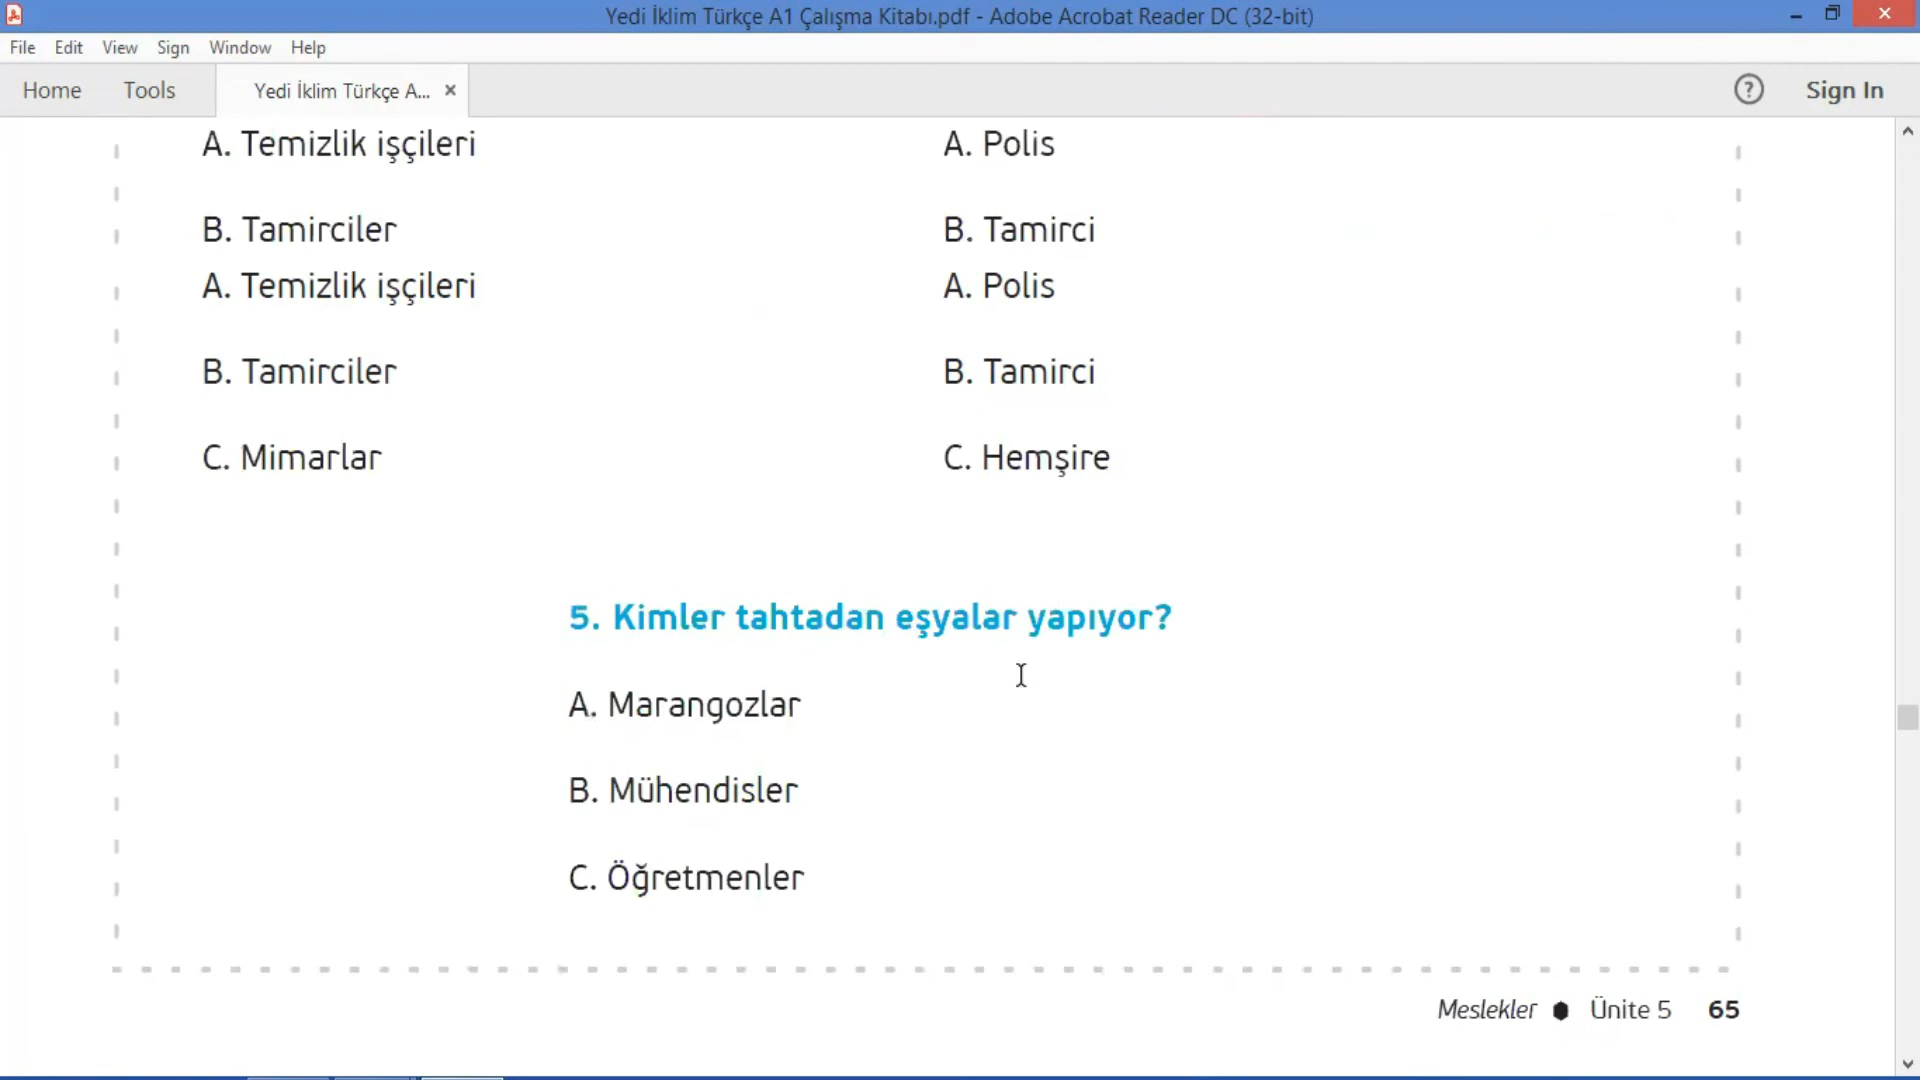 Yedi İklim Türkçe A1 Çalışma Kitabı.pdf - Adobe Acrobat Reader DC (32-bit)
File Edit View Sign Window Help
Home Tools Yedi İklim Türkçe A... × ? Sign In
A. Temizlik işçileri
B. Tamirciler
A. Temizlik işçileri
B. Tamirciler
C. Mimarlar
A. Polis
B. Tamirci
A. Polis
B. Tamirci
C. Hemşire
5. Kimler tahtadan eşyalar yapıyor?
A. Marangozlar
B. Mühendisler
C. Öğretmenler
Meslekler Ünite 5 65